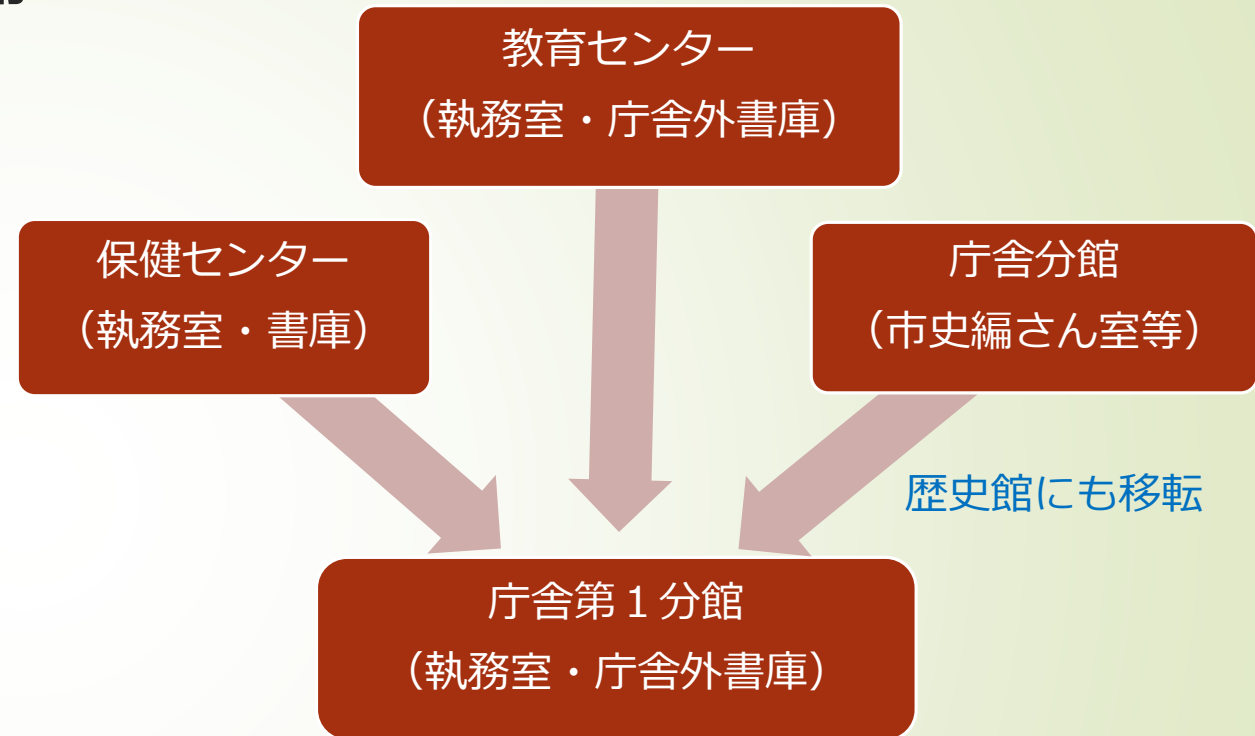 教育センター
（執務室・庁舎外書庫）
保健センター
（執務室・書庫）
庁舎分館
（市史編さん室等）
歴史館にも移転
庁舎第１分館
（執務室・庁舎外書庫）